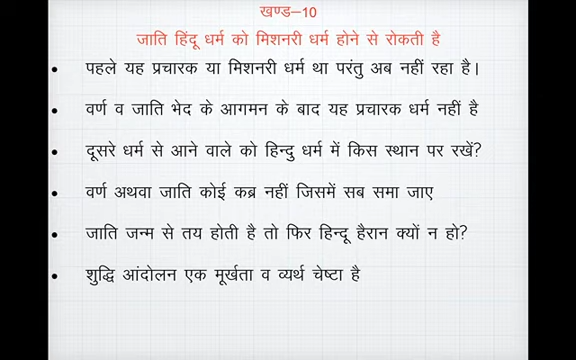 खण्ड–10
जाति हिंदू धर्म को मिशनरी धर्म होने से रोकती है
• पहले यह प्रचारक या मिशनरी धर्म था परंतु अब नहीं रहा है।
• वर्ण व जाति भेद के आगमन के बाद यह प्रचारक धर्म नहीं है
• दूसरे धर्म से आने वाले को हिन्दु धर्म में किस स्थान पर रखें?
• वर्ण अथवा जाति कोई कब्र नहीं जिसमें सब समा जाए
• जाति जन्म से तय होती है तो फिर हिन्दू हैरान क्यों न हो?
• शुद्धि आंदोलन एक मूर्खता व व्यर्थ चेष्टा है